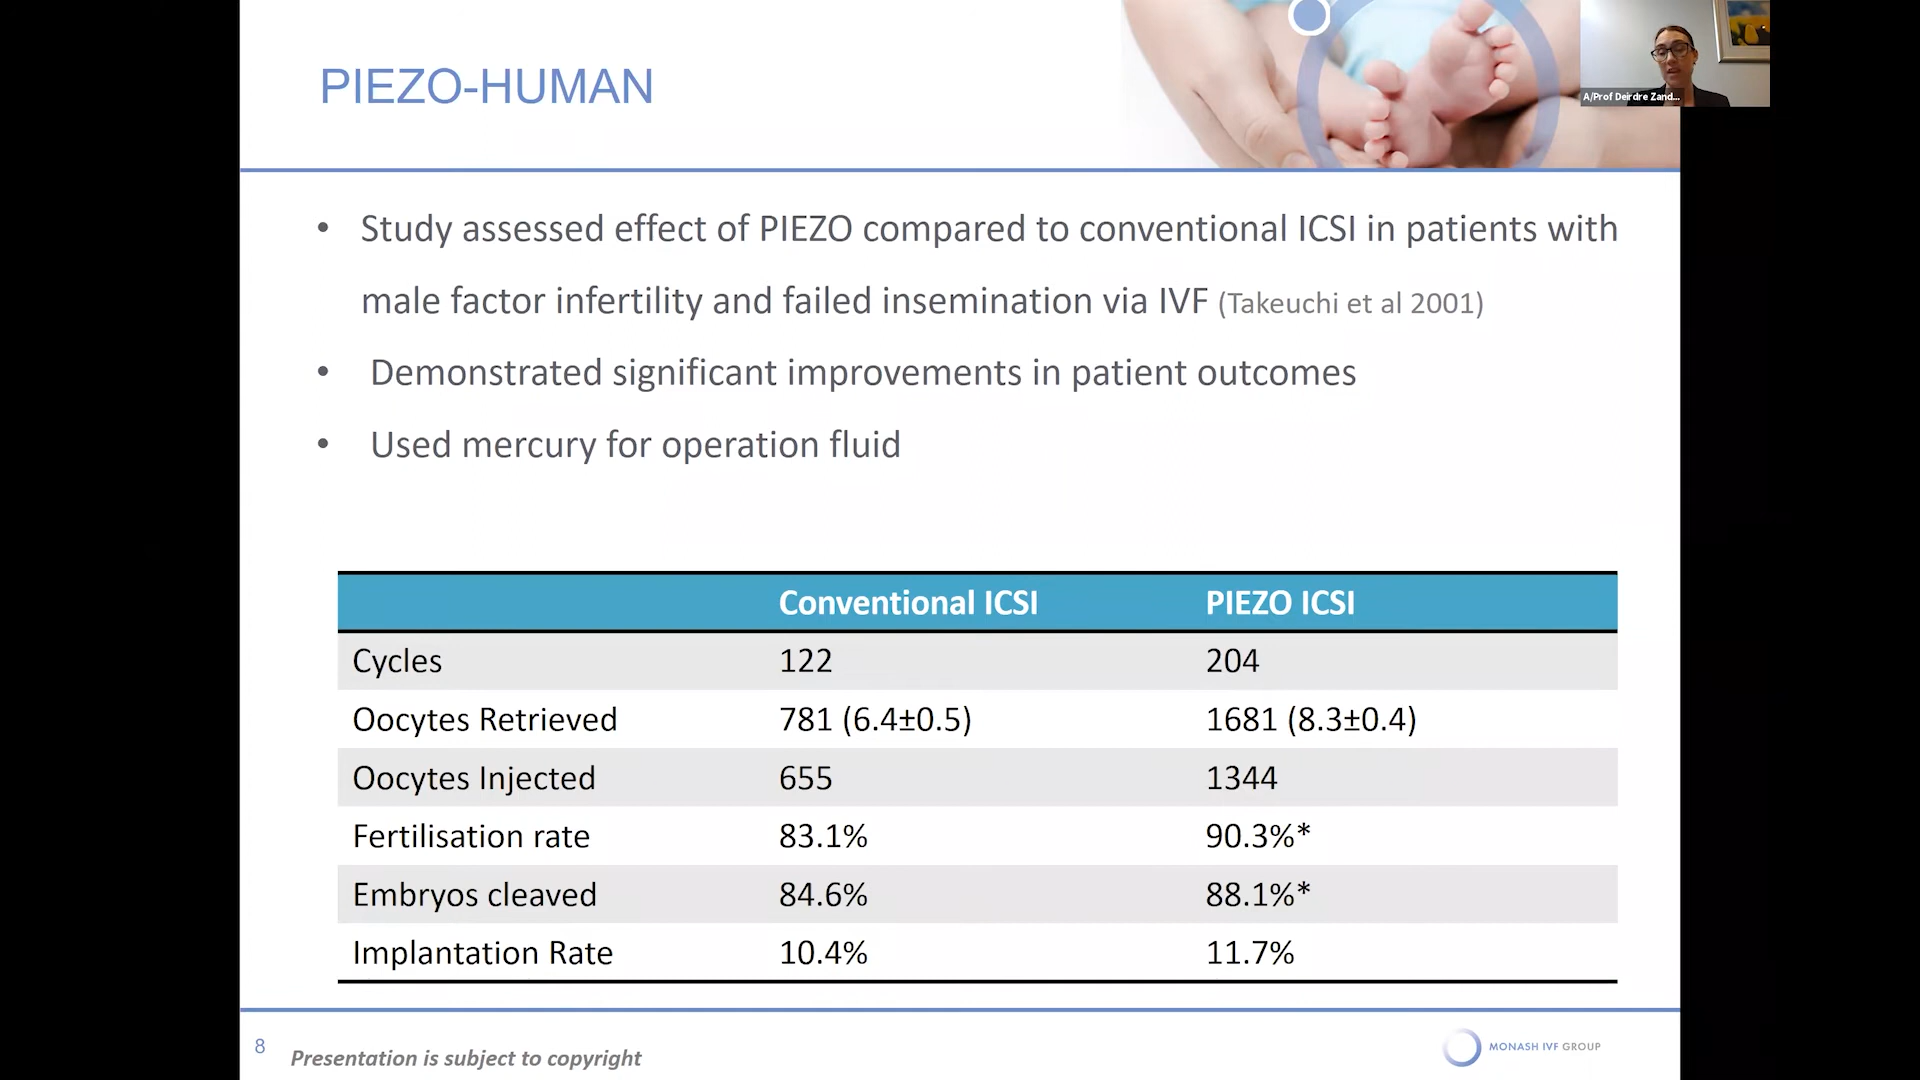 PIEZO-HUMAN
A/Prof Deirdre Zand...
• Study assessed effect of PIEZO compared to conventional ICSI in patients with
male factor infertility and failed insemination via IVF (Takeuchi et al 2001)
• Demonstrated significant improvements in patient outcomes
• Used mercury for operation fluid
Conventional ICSI PIEZO ICSI
Cycles 122 204
Oocytes Retrieved 781 (6.4±0.5) 1681 (8.3±0.4)
Oocytes Injected 655 1344
Fertilisation rate 83.1% 90.3%*
Embryos cleaved 84.6% 88.1%*
Implantation Rate 10.4% 11.7%
8 Presentation is subject to copyright
MONASH IVF GROUP